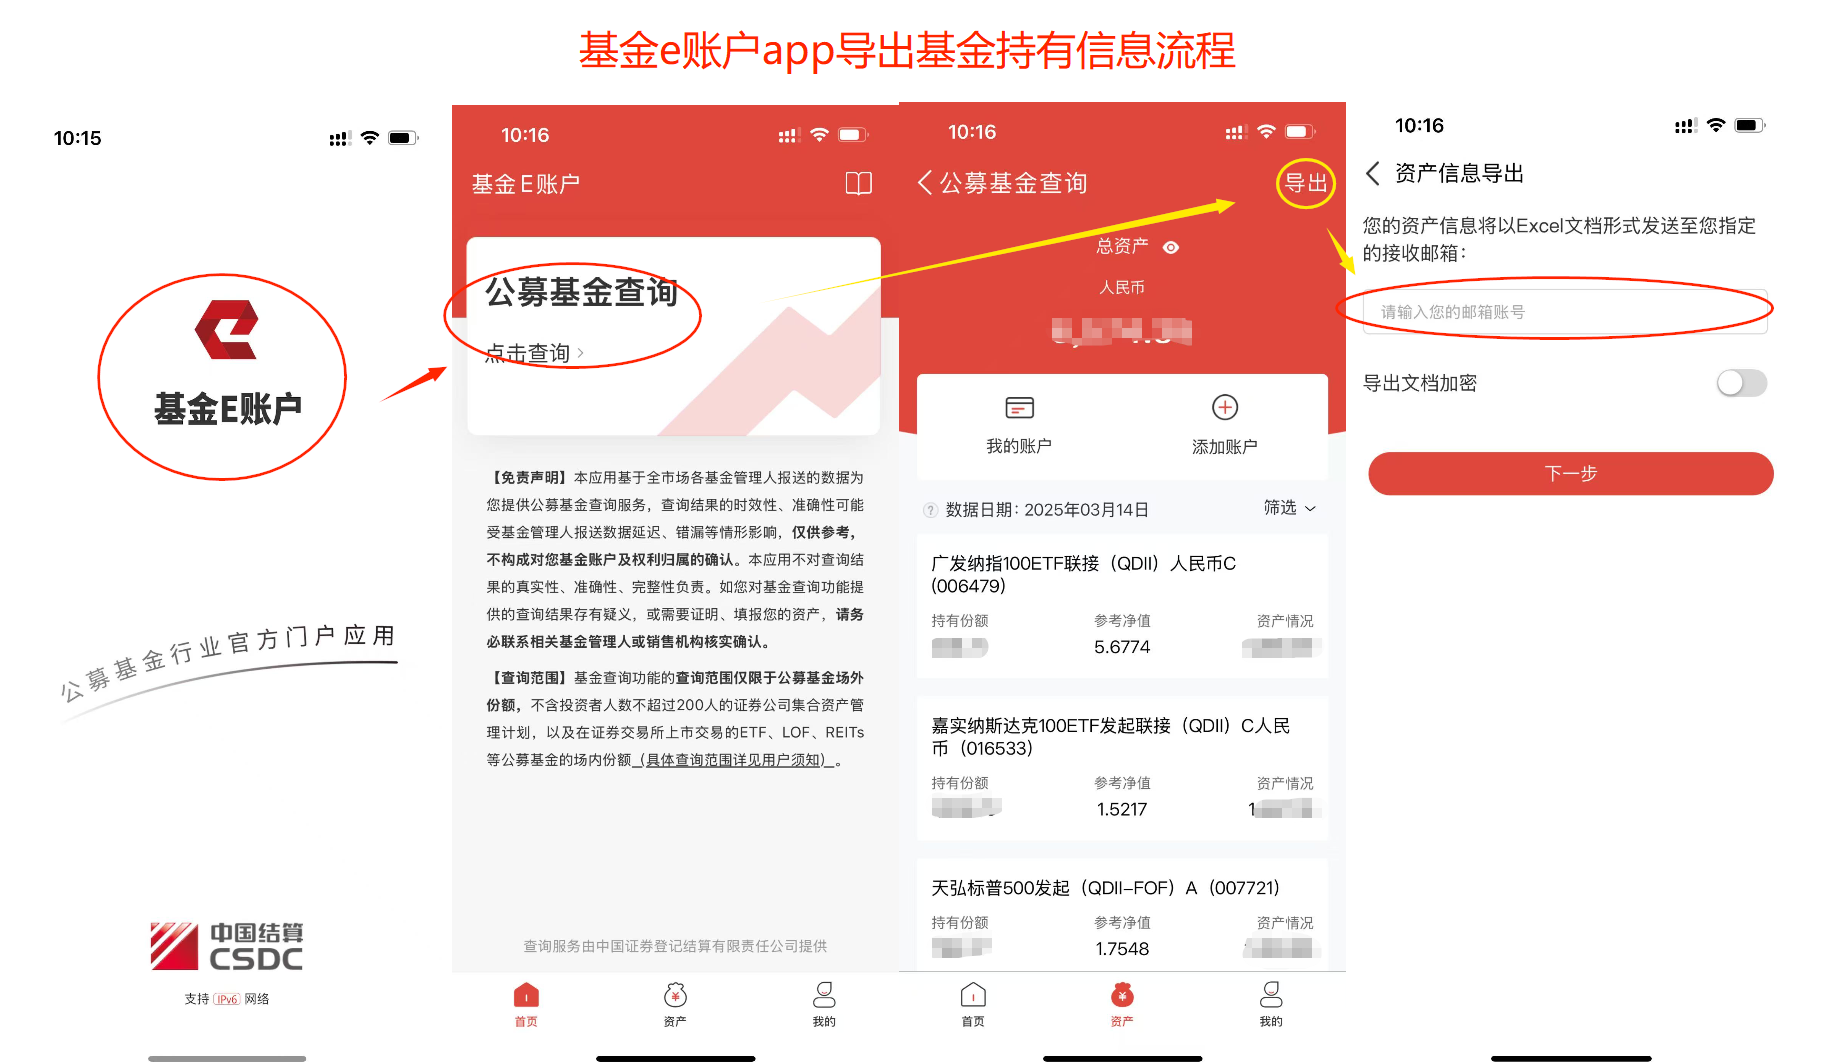 基金e账户app导出基金持有信息流程
10:15
基金E账户
公募基金行业官方门户应用
中国结算
CSDC
支持 IPv6 网络
10:16
基金E账户
公募基金查询
点击查询 >
【免责声明】本应用基于全市场各基金管理人报送的数据为
您提供公募基金查询服务，查询结果的时效性、准确性可能
受基金管理人报送数据延迟、错漏等情形影响，仅供参考，
不构成对您基金账户及权利归属的确认。本应用不对查询结
果的真实性、准确性、完整性负责。如您对基金查询功能提
供的查询结果存有疑义，或需要证明、填报您的资产，请务
必联系相关基金管理人或销售机构核实确认。
【查询范围】基金查询功能的查询范围仅限于公募基金场外
份额，不含投资者人数不超过200人的证券公司集合资产管
理计划，以及在证券交易所上市交易的ETF、LOF、REITs
等公募基金的场内份额（具体查询范围详见用户须知）。
查询服务由中国证券登记结算有限责任公司提供
首页 资产 我的
10:16
公募基金查询 导出
总资产
人民币
我的账户 添加账户
? 数据日期：2025年03月14日 筛选
广发纳指100ETF联接（QDII）人民币C
(006479)
持有份额 参考净值 资产情况
5.6774
嘉实纳斯达克100ETF发起联接（QDII）C人民
币（016533)
持有份额 参考净值 资产情况
1.5217
天弘标普500发起（QDII-FOF）A（007721）
持有份额 参考净值 资产情况
1.7548
首页 资产 我的
10:16
资产信息导出
您的资产信息将以Excel文档形式发送至您指定
的接收邮箱：
请输入您的邮箱账号
导出文档加密
下一步